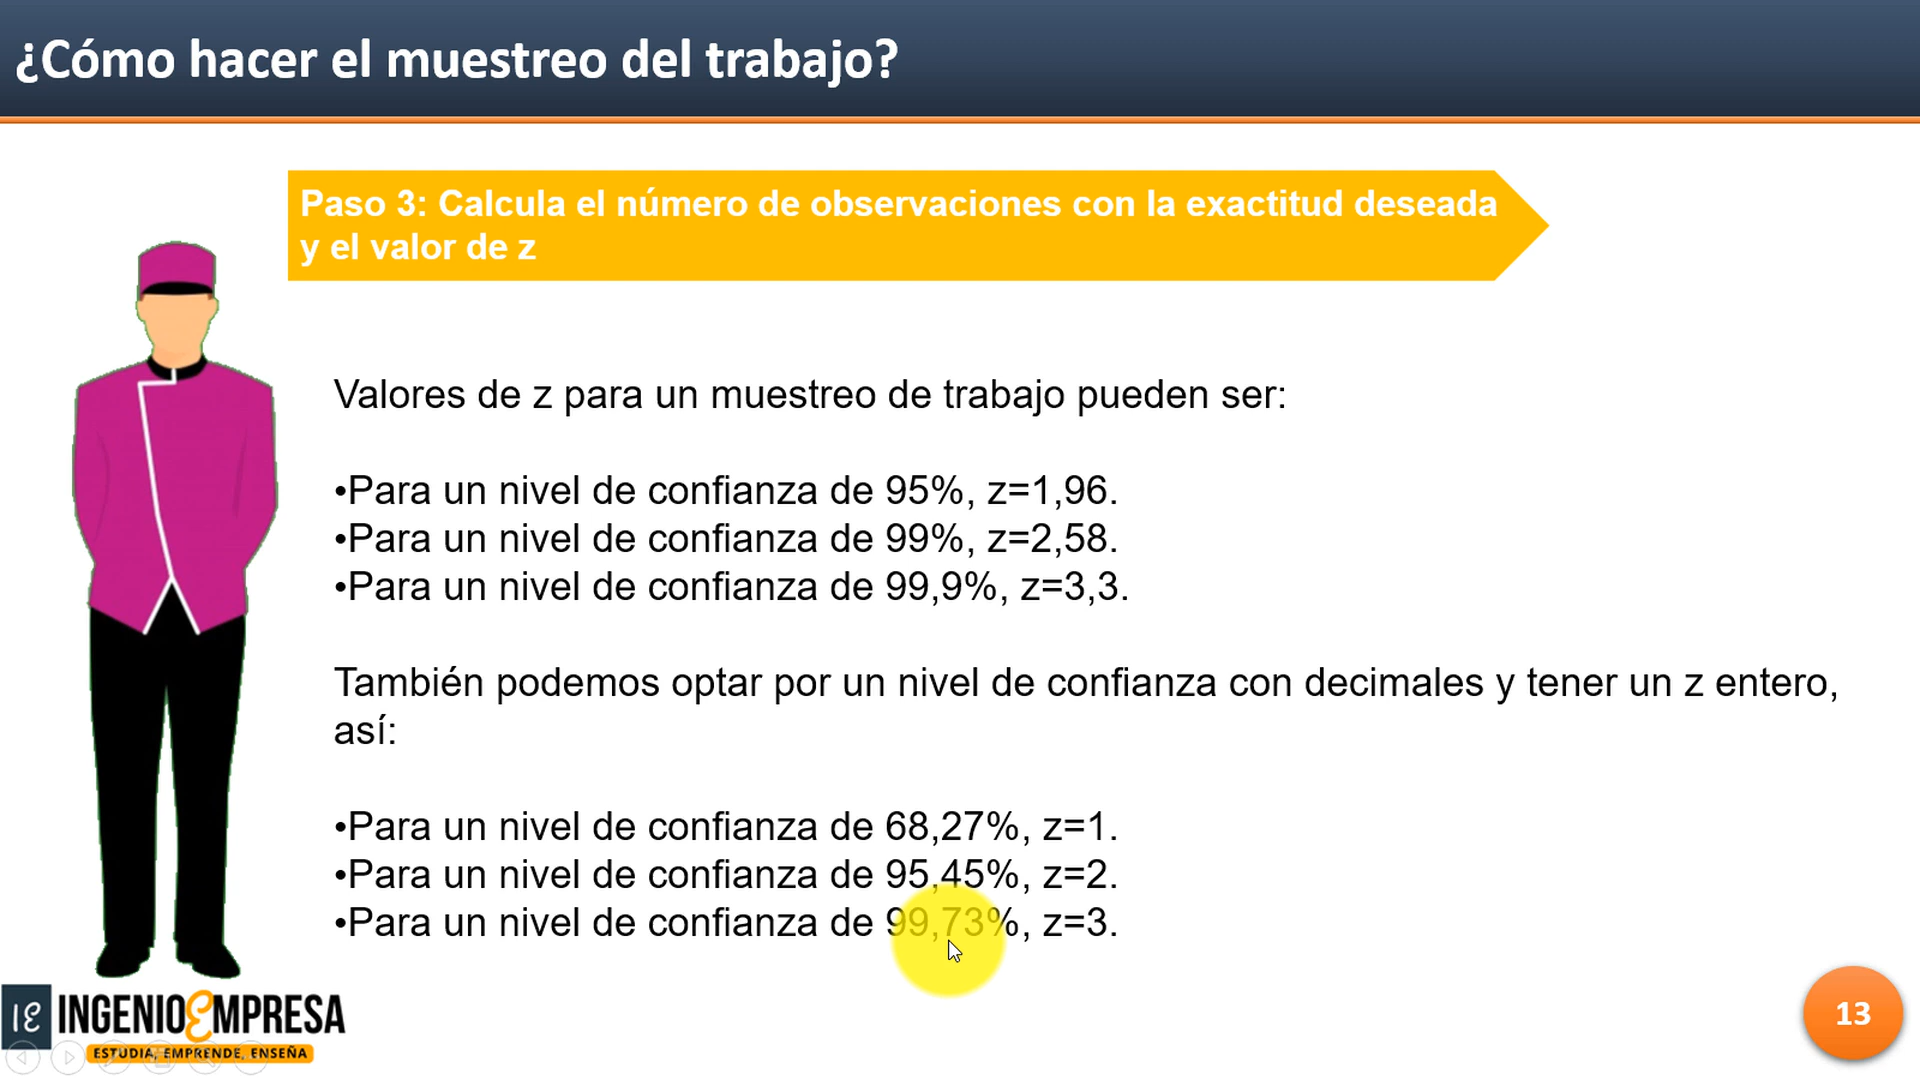 ¿Cómo hacer el muestreo del trabajo?
Paso 3: Calcula el número de observaciones con la exactitud deseada
y el valor de z
Valores de z para un muestreo de trabajo pueden ser:
•Para un nivel de confianza de 95%, z=1,96.
•Para un nivel de confianza de 99%, z=2,58.
•Para un nivel de confianza de 99,9%, z=3,3.
También podemos optar por un nivel de confianza con decimales y tener un z entero,
así:
•Para un nivel de confianza de 68,27%, z=1.
•Para un nivel de confianza de 95,45%, z=2.
•Para un nivel de confianza de 99,73%, z=3.
IE INGENIOEMPRESA
ESTUDIA, EMPRENDE, ENSEÑA
13